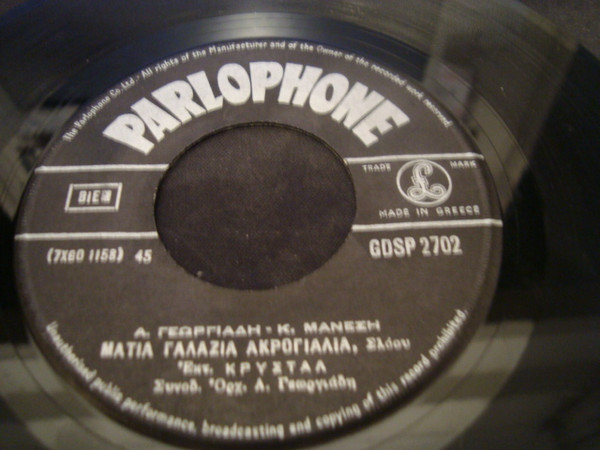 The Parlophone Co. Ltd - All rights of the Manufacturer and of the Owner of the recorded work reserved.
PARLOPHONE
TRADE MARK
£
BIEM
MADE IN GREECE
(7XGO 1158) 45
GDSP 2702
Α. ΓΕΩΡΓΙΑΔΗ - Κ. ΜΑΝΕΣΗ
ΜΑΤΙΑ ΓΑΛΑΖΙΑ ΑΚΡΟΓΙΑΛΙΑ, Σλόου
Ἐκτ. ΚΡΥΣΤΑΛ
Συνοδ. Ὀρχ. Α. Γεωργιάδη
Unauthorised public performance, broadcasting and copying of this record prohibited.